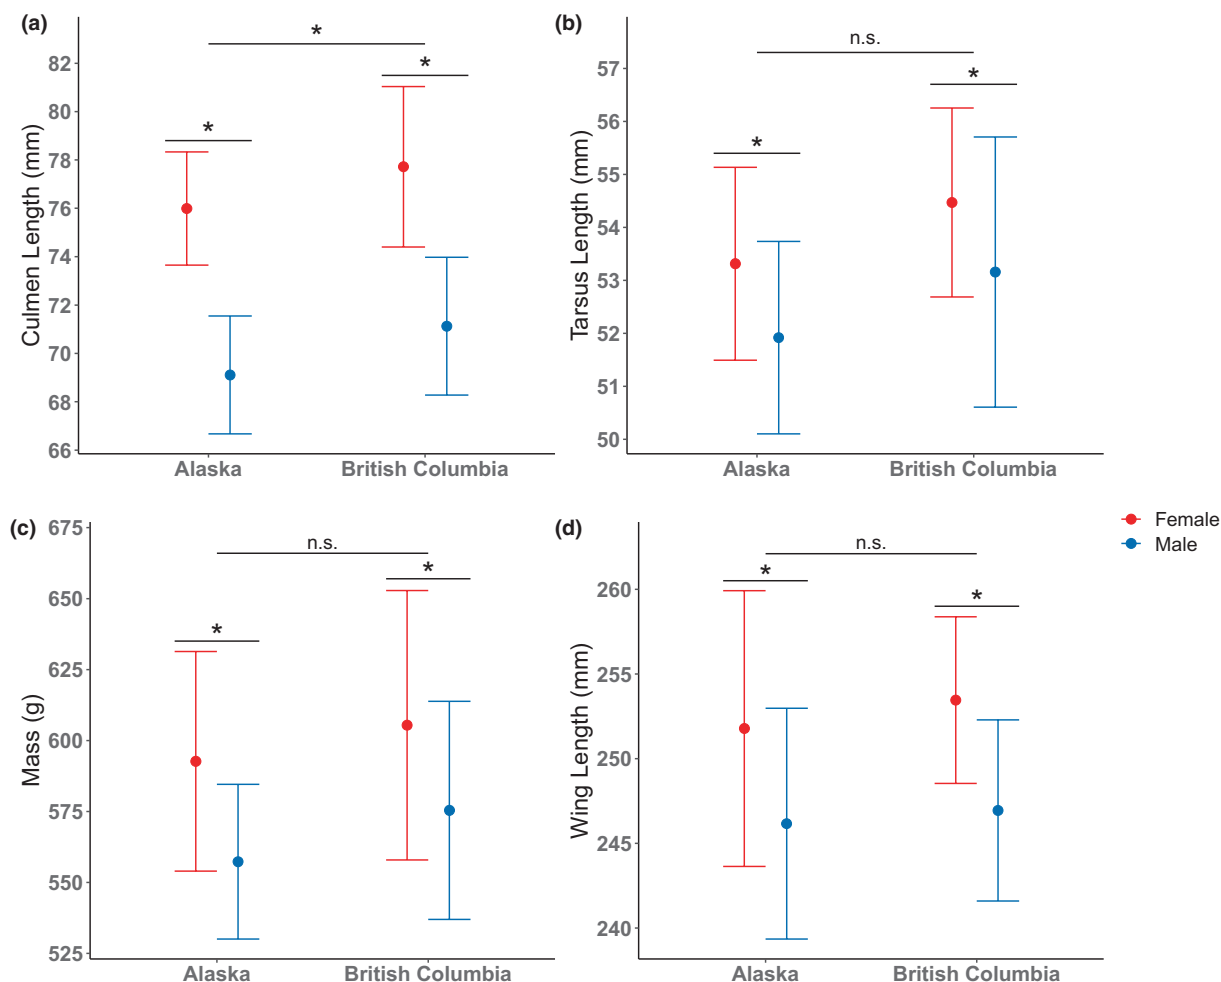 (a)
*
*
*
82
80
78
76
74
72
70
68
66
Culmen Length (mm)
Alaska
British Columbia
(b)
n.s.
*
*
57
56
55
54
53
52
51
50
Tarsus Length (mm)
Alaska
British Columbia
(c)
n.s.
*
*
675
650
625
600
575
550
525
Mass (g)
Alaska
British Columbia
(d)
n.s.
*
*
260
255
250
245
240
Wing Length (mm)
Alaska
British Columbia
Female
Male